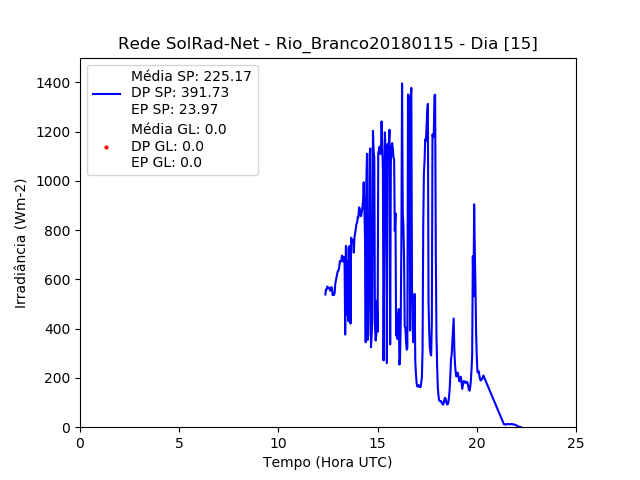 Rede SolRad-Net - Rio_Branco20180115 - Dia [15]
Média SP: 225.17
DP SP: 391.73
EP SP: 23.97
Média GL: 0.0
DP GL: 0.0
EP GL: 0.0
1400
1200
1000
800
600
400
200
0
Irradiância (Wm-2)
0 5 10 15 20 25
Tempo (Hora UTC)